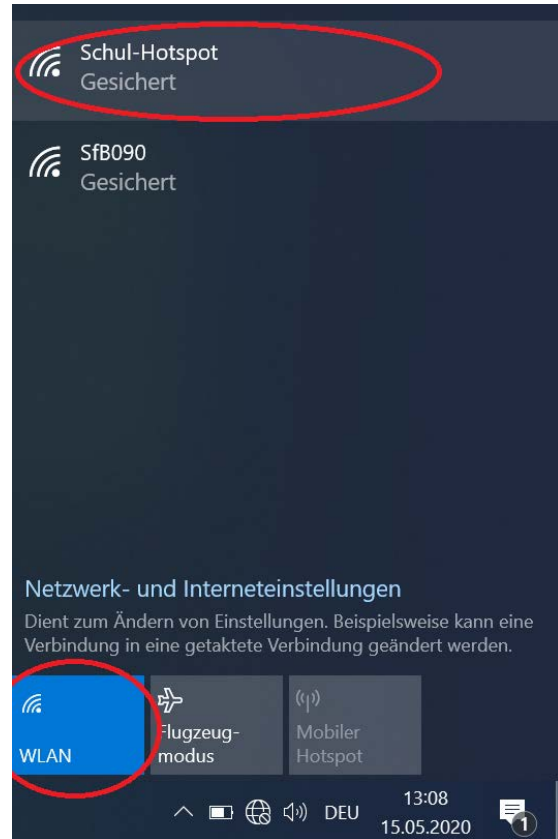 Schul-Hotspot
Gesichert
SfB090
Gesichert
Netzwerk- und Interneteinstellungen
Dient zum Ändern von Einstellungen. Beispielsweise kann eine
Verbindung in eine getaktete Verbindung geändert werden.
WLAN
Flugzeug-
modus
Mobiler
Hotspot
DEU
13:08
15.05.2020
1